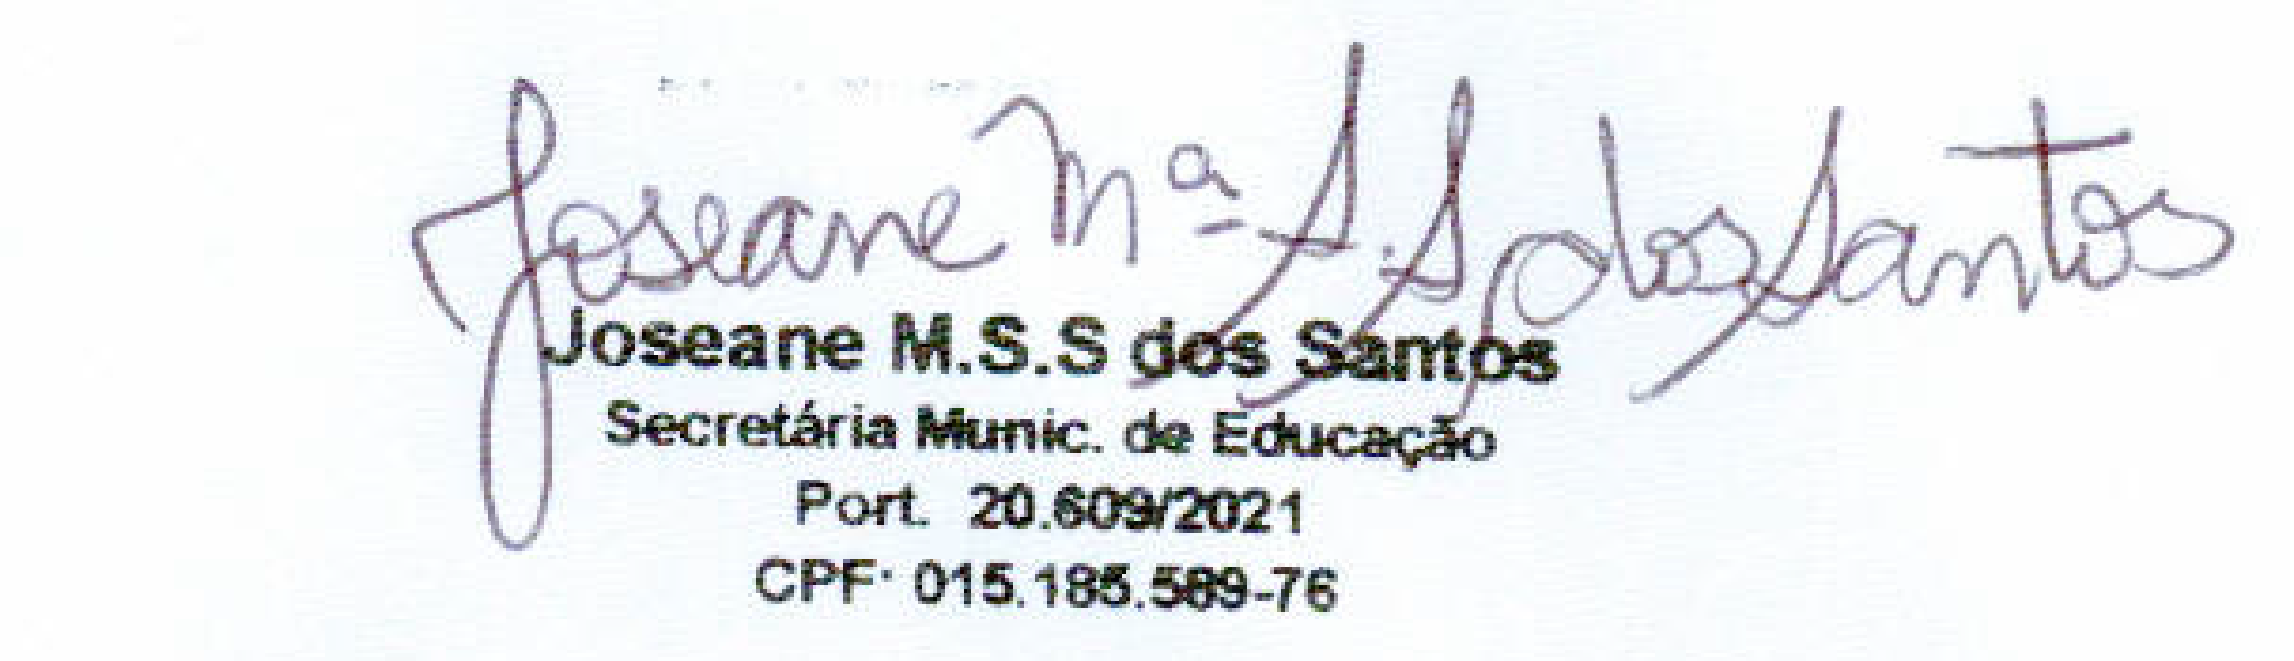 Joseane Mª S.S. dos Santos
Joseane M.S.S dos Santos
Secretária Munic. de Educação
Port. 20.609/2021
CPF: 015.185.589-76